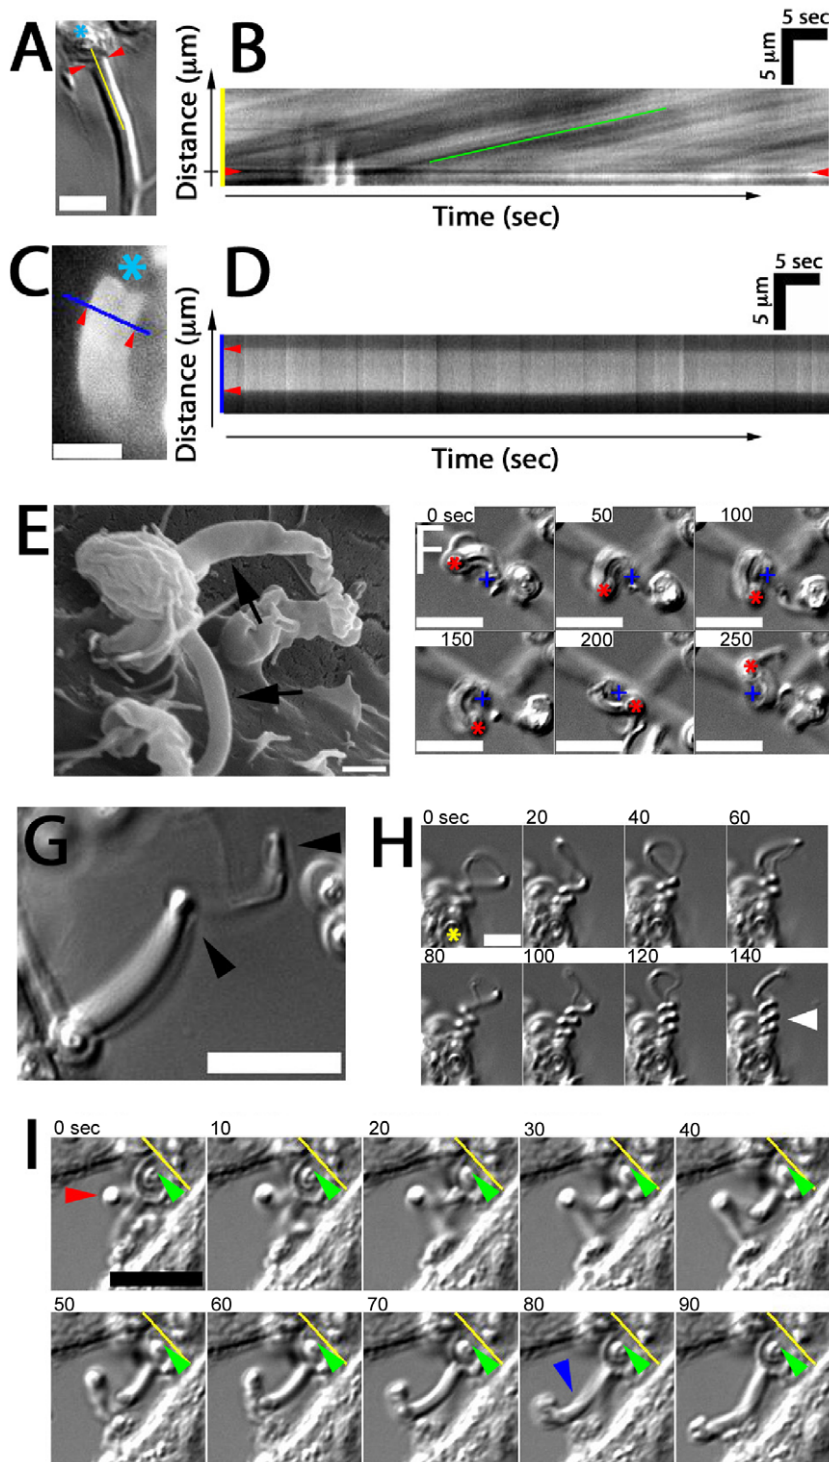 A
*
B
Distance (μm)
5 sec
5 μm
Time (sec)
C
*
D
Distance (μm)
5 sec
5 μm
Time (sec)
E
F
0 sec
50
100
* +
* +
* +
150
200
250
* +
* +
* +
G
H
0 sec
20
40
60
*
80
100
120
140
I
0 sec
10
20
30
40
50
60
70
80
90